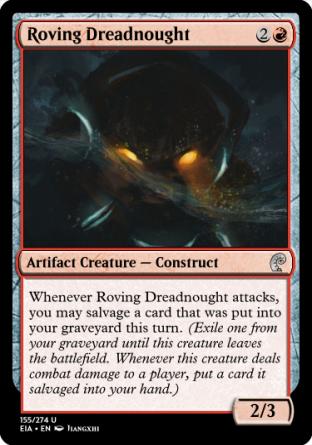 Roving Dreadnought 2
Artifact Creature — Construct
Whenever Roving Dreadnought attacks,
you may salvage a card that was put into
your graveyard this turn. (Exile one from
your graveyard until this creature leaves
the battlefield. Whenever this creature deals
combat damage to a player, put a card it
salvaged into your hand.)
2/3
155/274 U
EIA • EN Jiangxhi